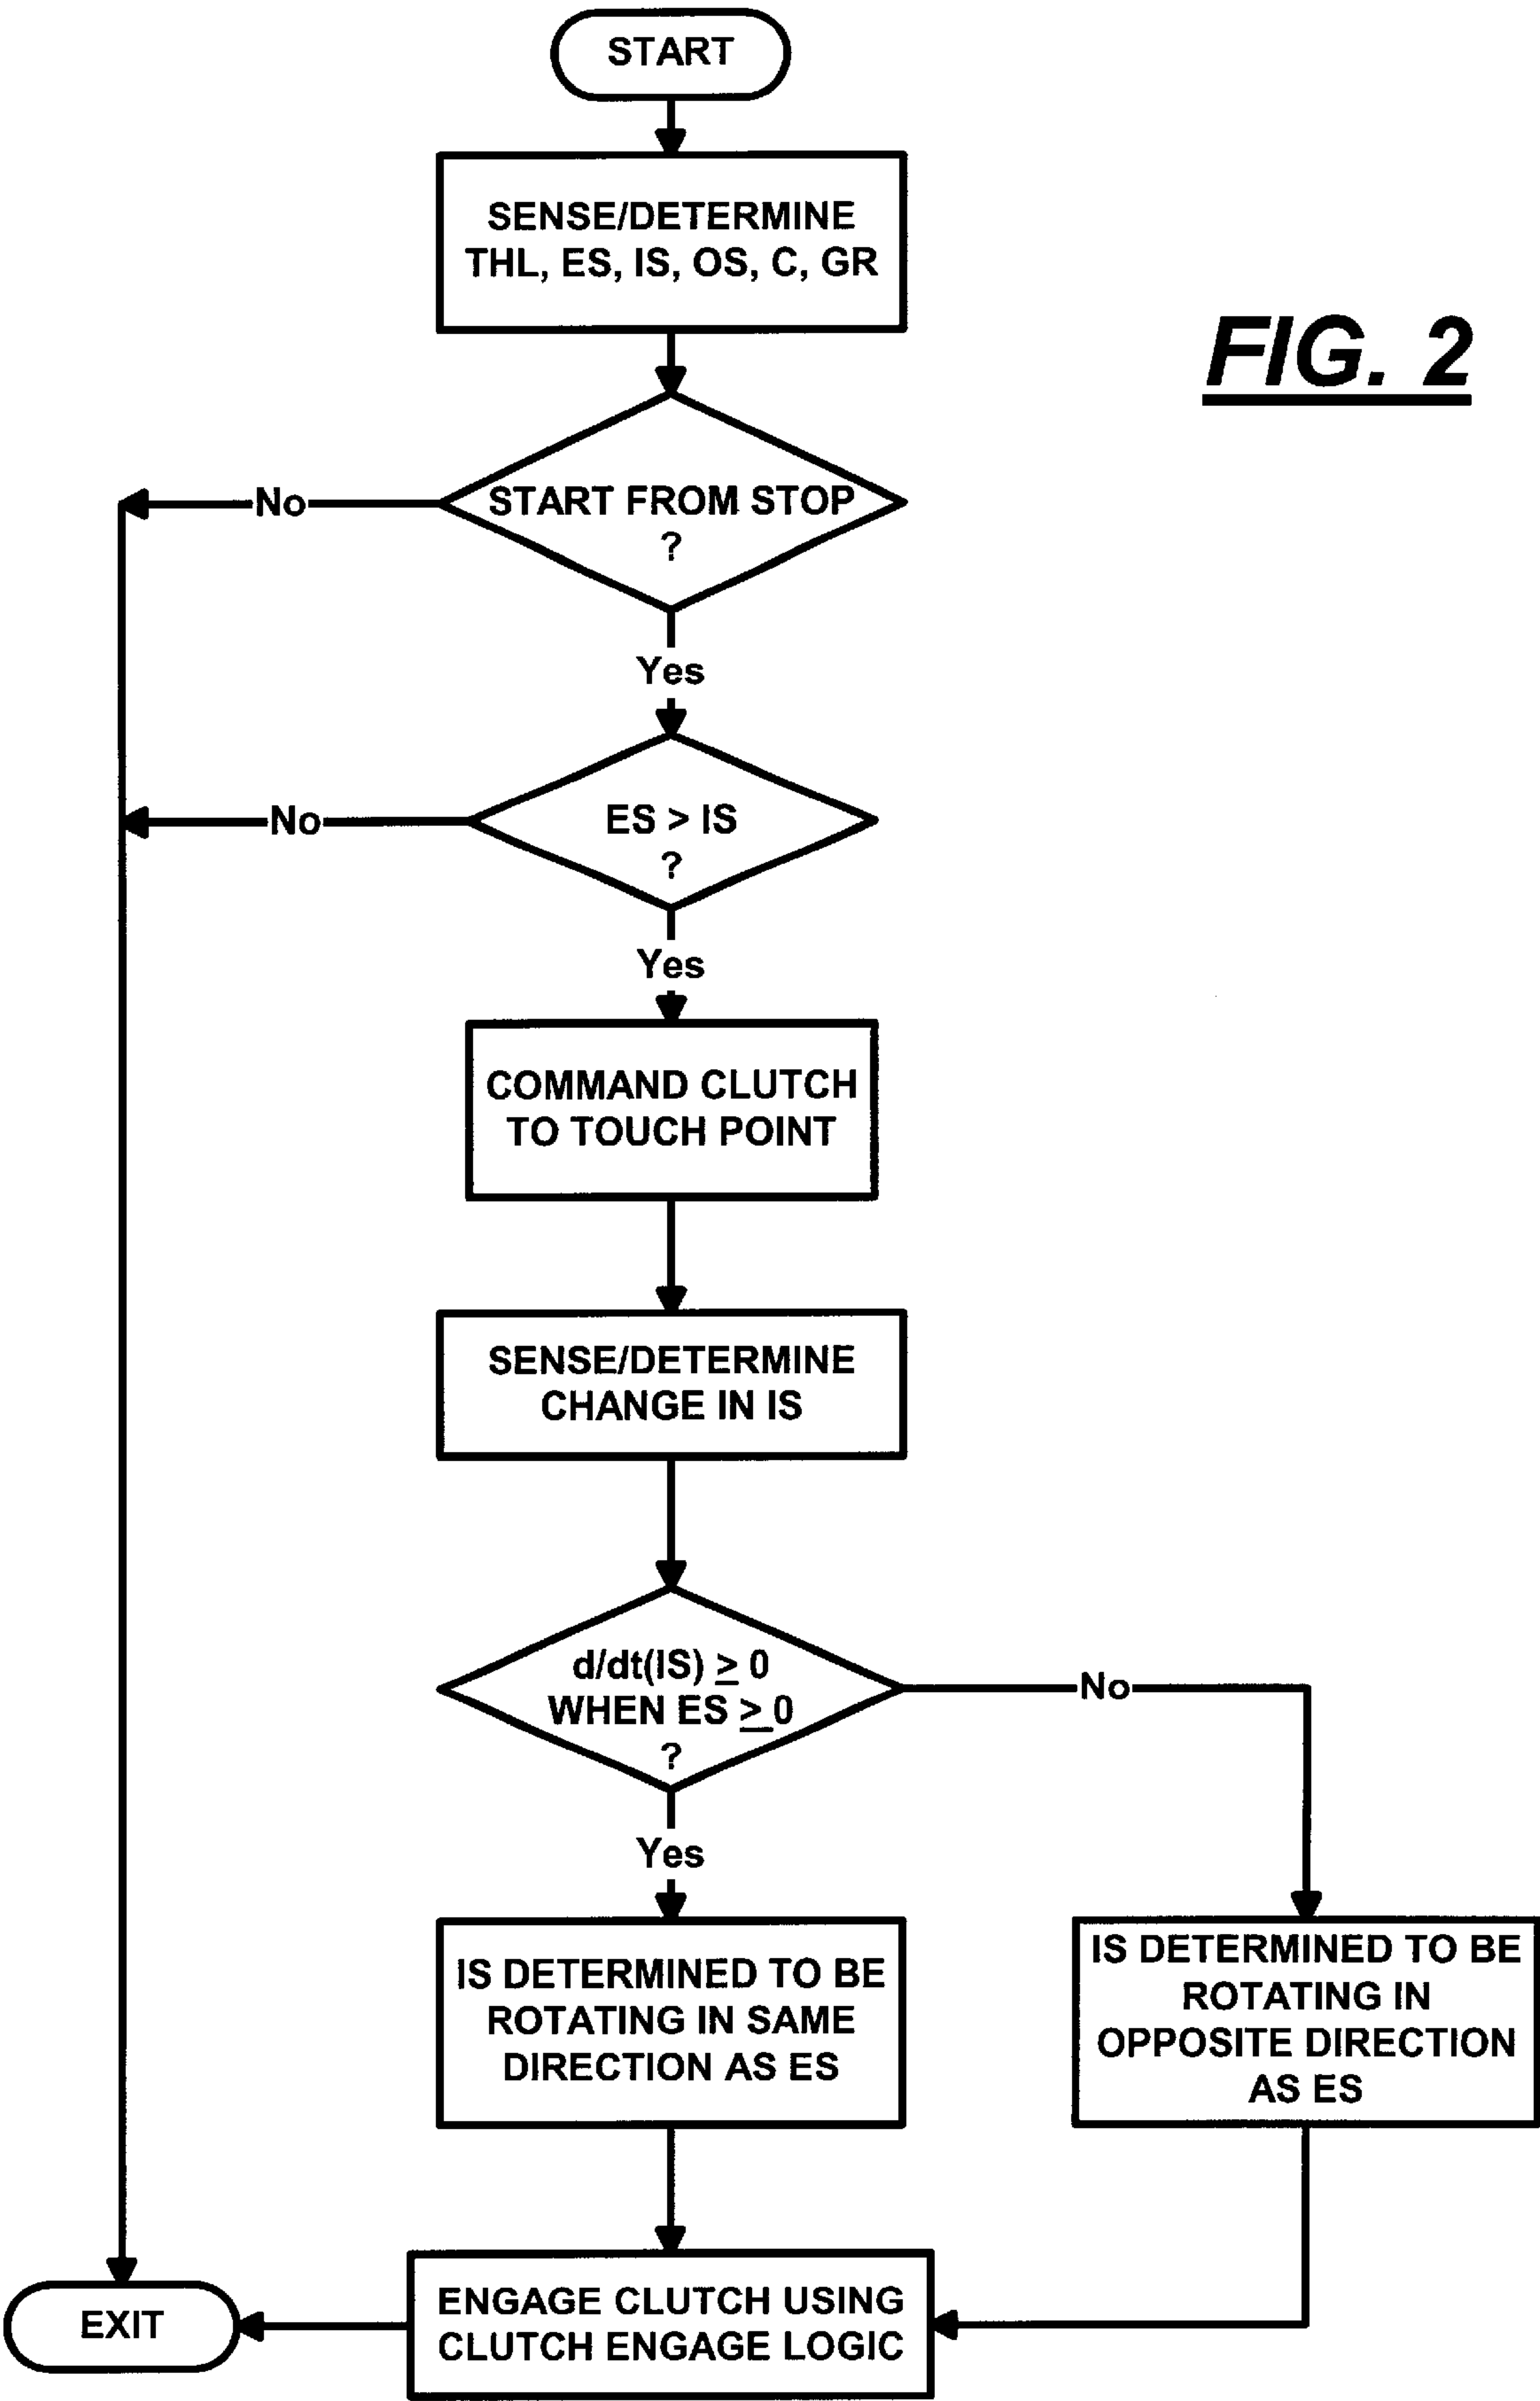 START
SENSE/DETERMINE
THL, ES, IS, OS, C, GR
FIG. 2
No
START FROM STOP
?
Yes
No
ES > IS
?
Yes
COMMAND CLUTCH
TO TOUCH POINT
SENSE/DETERMINE
CHANGE IN IS
d/dt(IS) ≥ 0
WHEN ES ≥ 0
?
No
Yes
IS DETERMINED TO BE
ROTATING IN SAME
DIRECTION AS ES
IS DETERMINED TO BE
ROTATING IN
OPPOSITE DIRECTION
AS ES
ENGAGE CLUTCH USING
CLUTCH ENGAGE LOGIC
EXIT